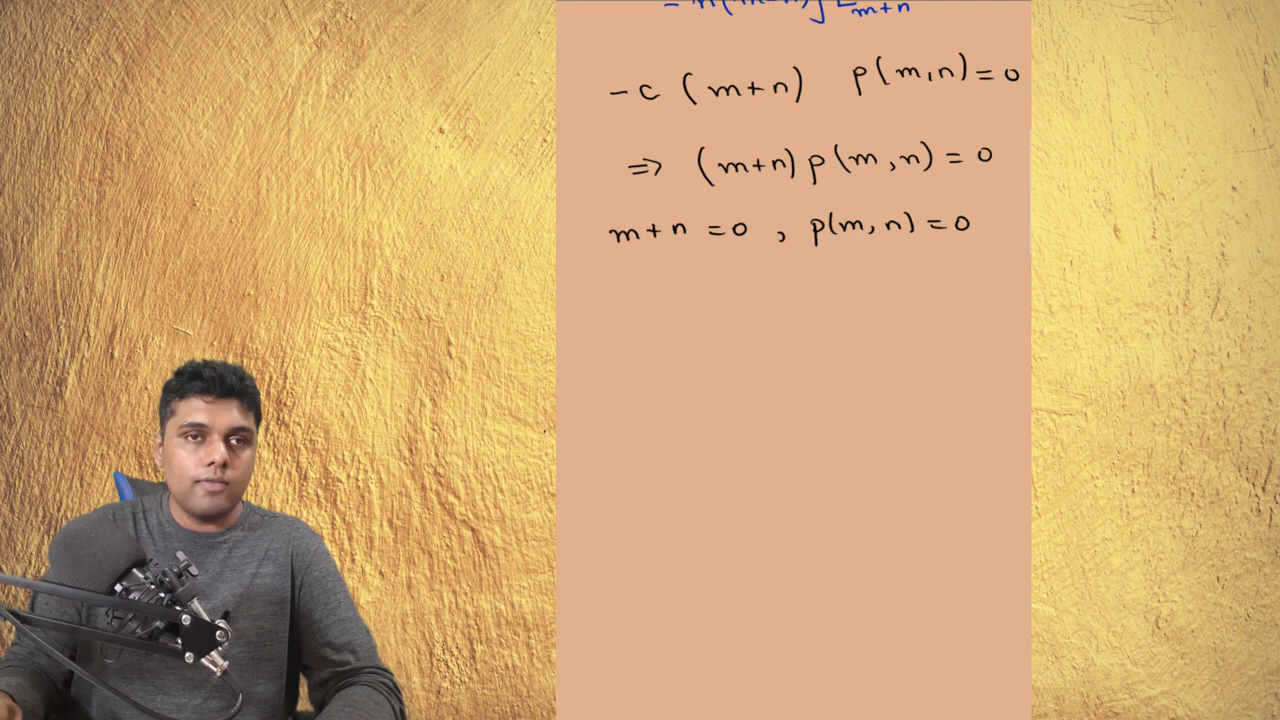 L m+n
-c (m+n) p(m,n)=0
⇒ (m+n) p(m,n) = 0
m+n =0 , p(m,n)=0